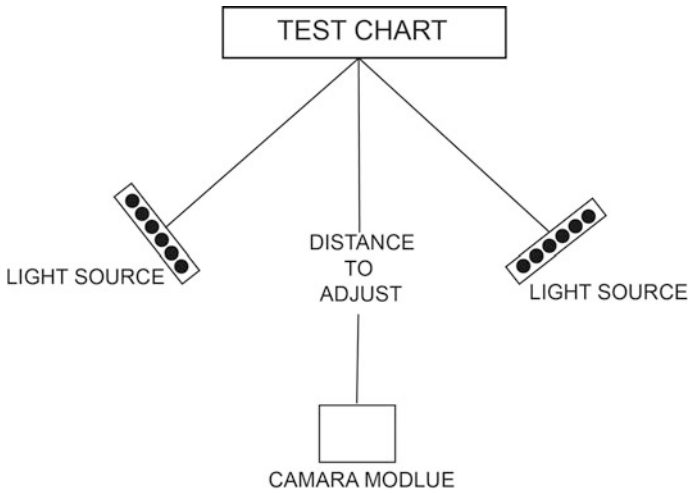 TEST CHART
LIGHT SOURCE
DISTANCE
TO
ADJUST
LIGHT SOURCE
CAMARA MODLUE